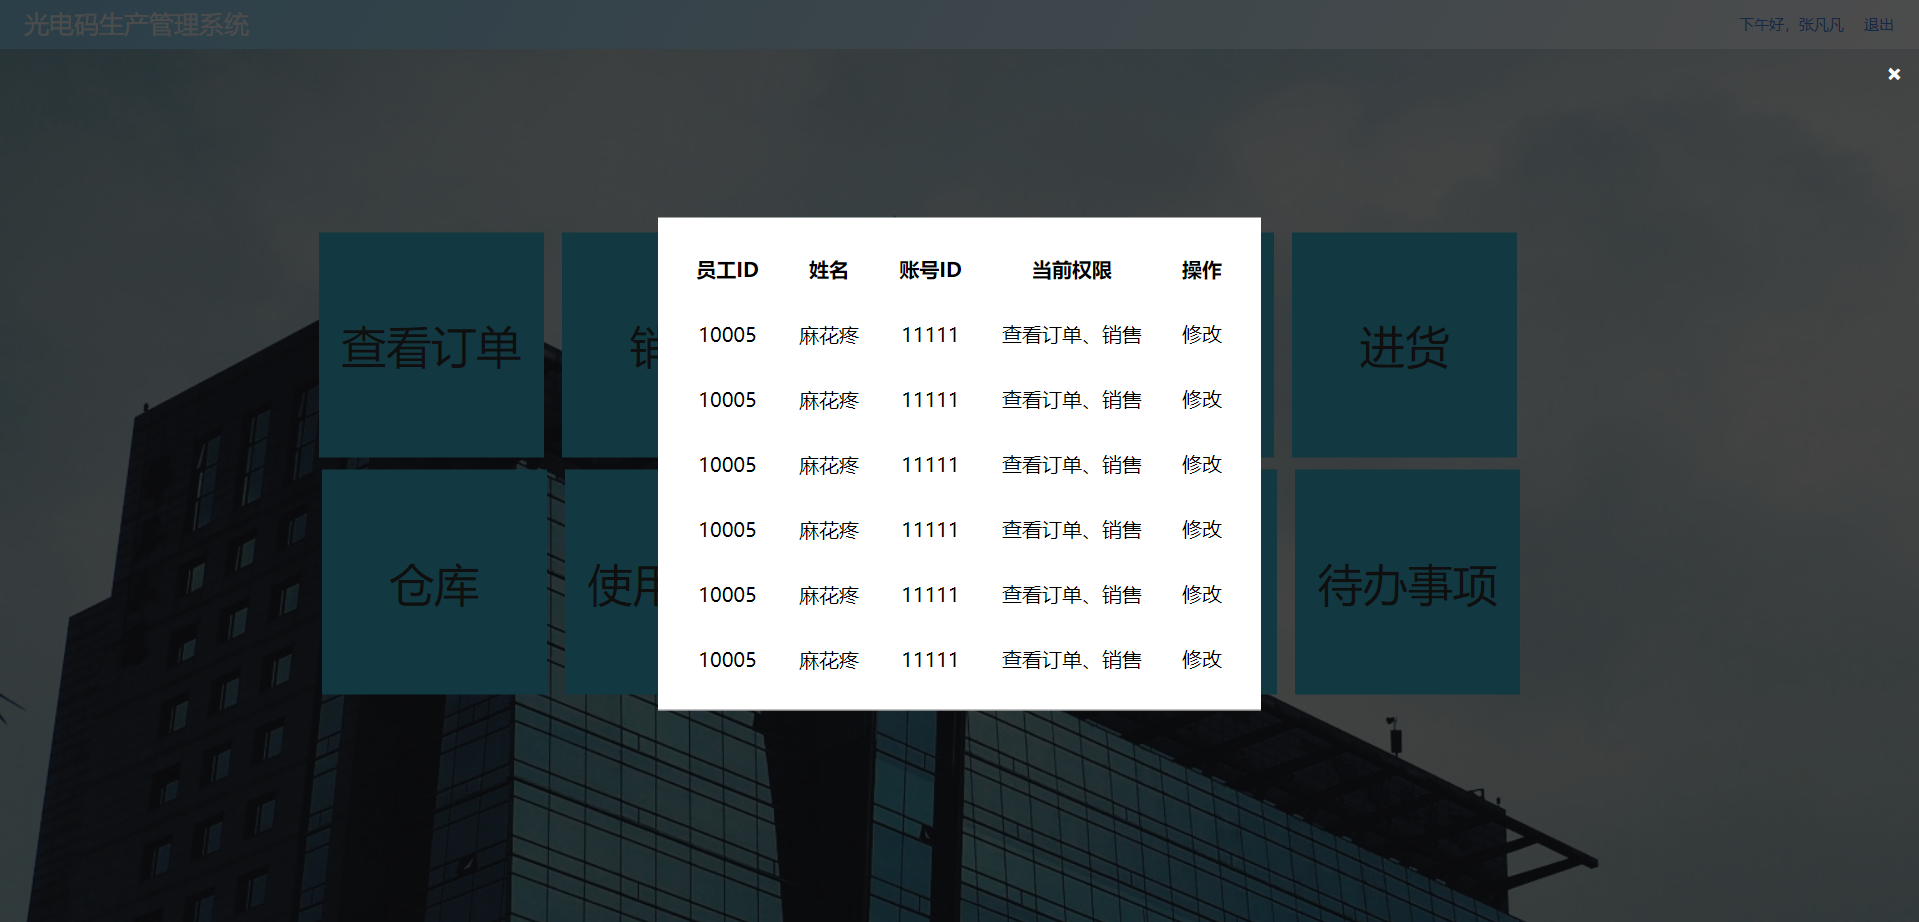 光电码生产管理系统
下午好，张凡凡 退出
×
员工ID 姓名 账号ID 当前权限 操作
10005 麻花疼 11111 查看订单、销售 修改
10005 麻花疼 11111 查看订单、销售 修改
10005 麻花疼 11111 查看订单、销售 修改
10005 麻花疼 11111 查看订单、销售 修改
10005 麻花疼 11111 查看订单、销售 修改
10005 麻花疼 11111 查看订单、销售 修改
查看订单 销 进货
仓库 使用 待办事项